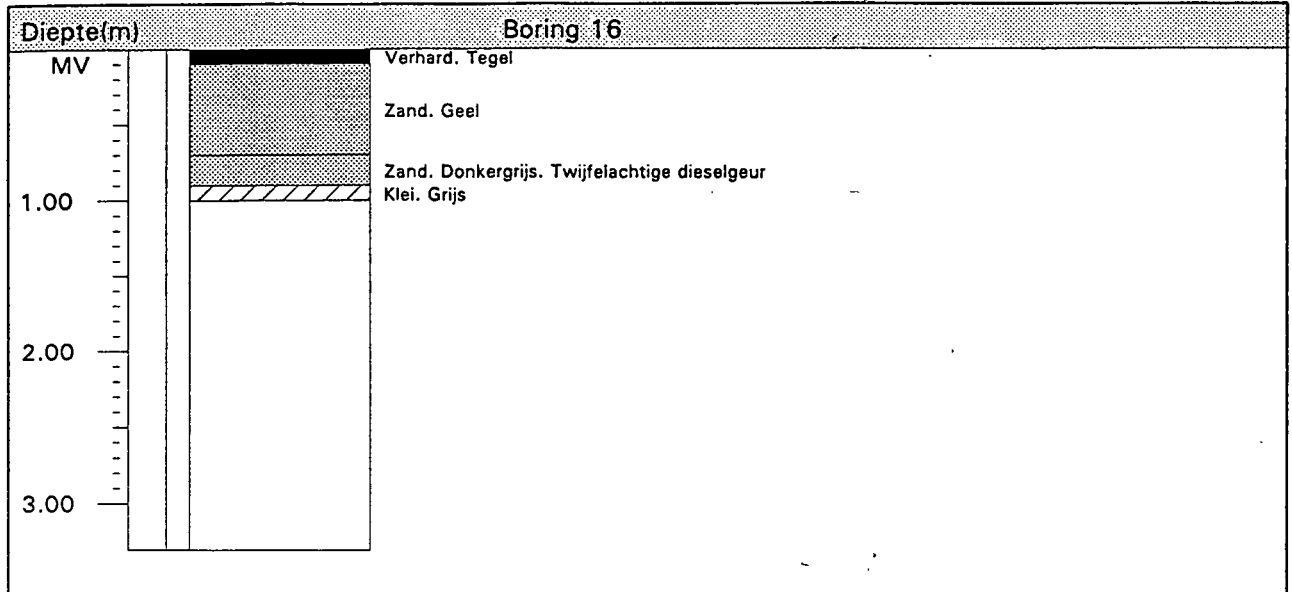 Diepte(m) Boring 16
MV Verhard. Tegel
Zand. Geel
Zand. Donkergrijs. Twijfelachtige dieselgeur
Klei. Grijs
1.00
2.00
3.00